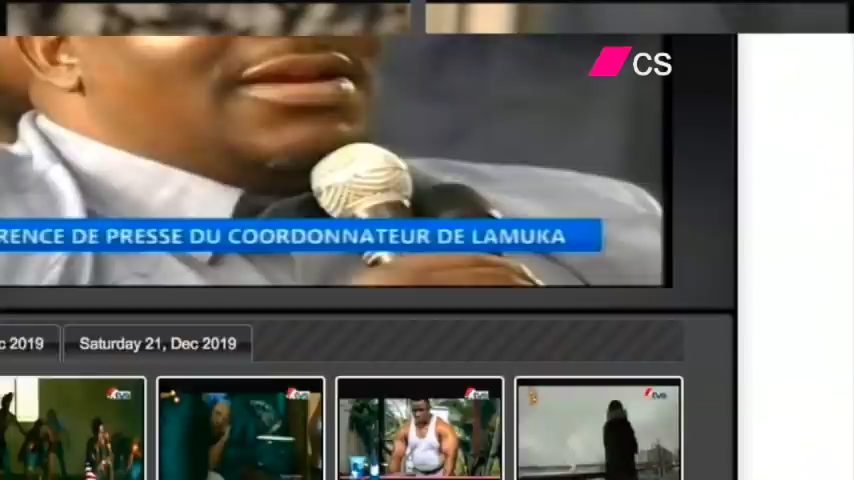 CS
RENCE DE PRESSE DU COORDONNATEUR DE LAMUKA
c 2019
Saturday 21, Dec 2019